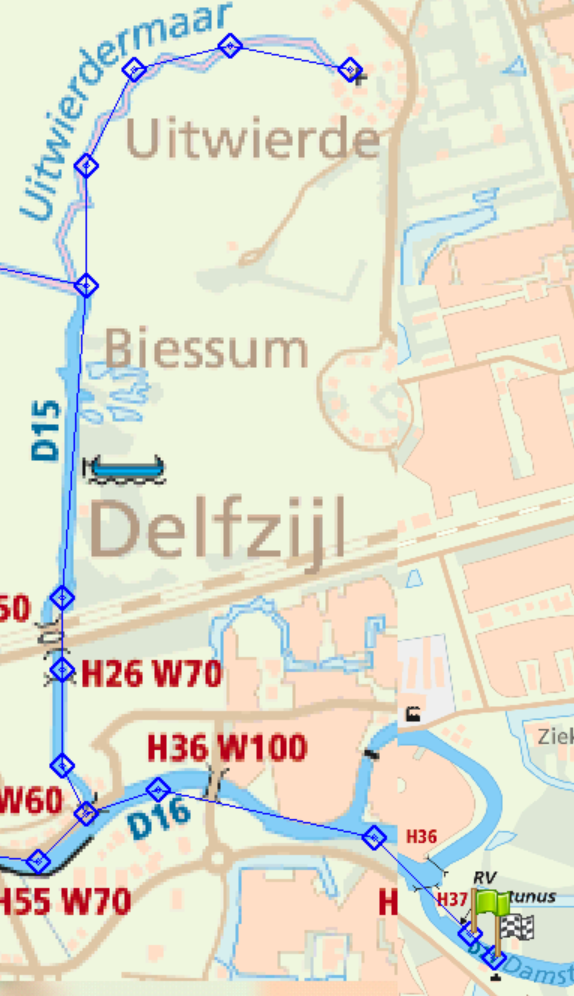 Uitwierdermaar
Uitwierde
Biessum
D15
Delfzijl
50
H26 W70
H36 W100
Ziek
W60
D16
H36
H55 W70
H
H37
RV
tunus
Damst